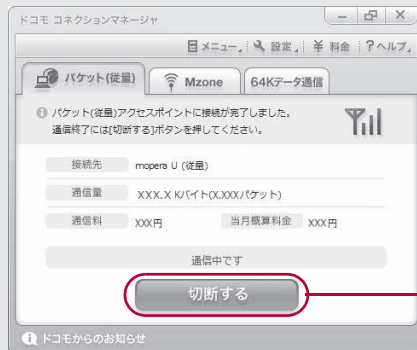 ドコモ コネクションマネージャ
メニュー 設定 ¥ 料金 ?ヘルプ
パケット(従量) Mzone 64Kデータ通信
パケット(従量)アクセスポイントに接続が完了しました。
通信終了には[切断する]ボタンを押してください。
接続先 mopera U (従量)
通信量 XXX.X Kバイト(X,XXXパケット)
通信料 XXX円 当月概算料金 XXX円
通信中です
切断する
ドコモからのお知らせ